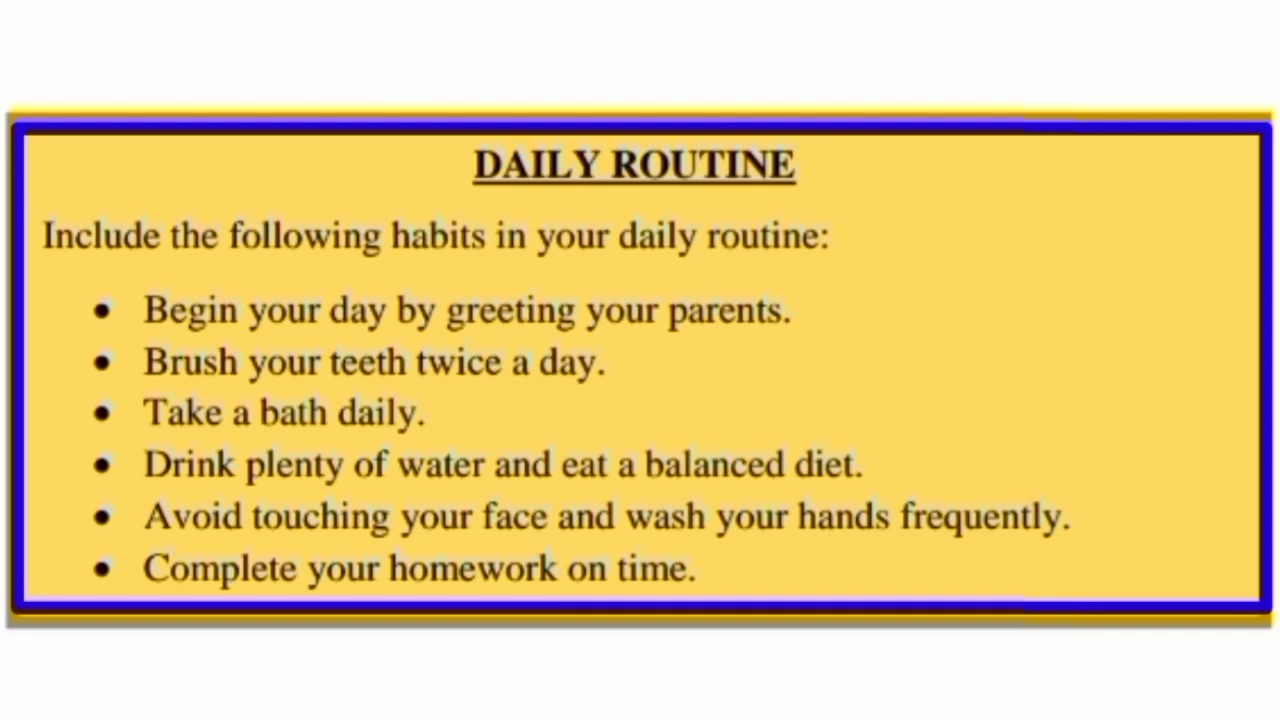 DAILY ROUTINE
Include the following habits in your daily routine:
• Begin your day by greeting your parents.
• Brush your teeth twice a day.
• Take a bath daily.
• Drink plenty of water and eat a balanced diet.
• Avoid touching your face and wash your hands frequently.
• Complete your homework on time.